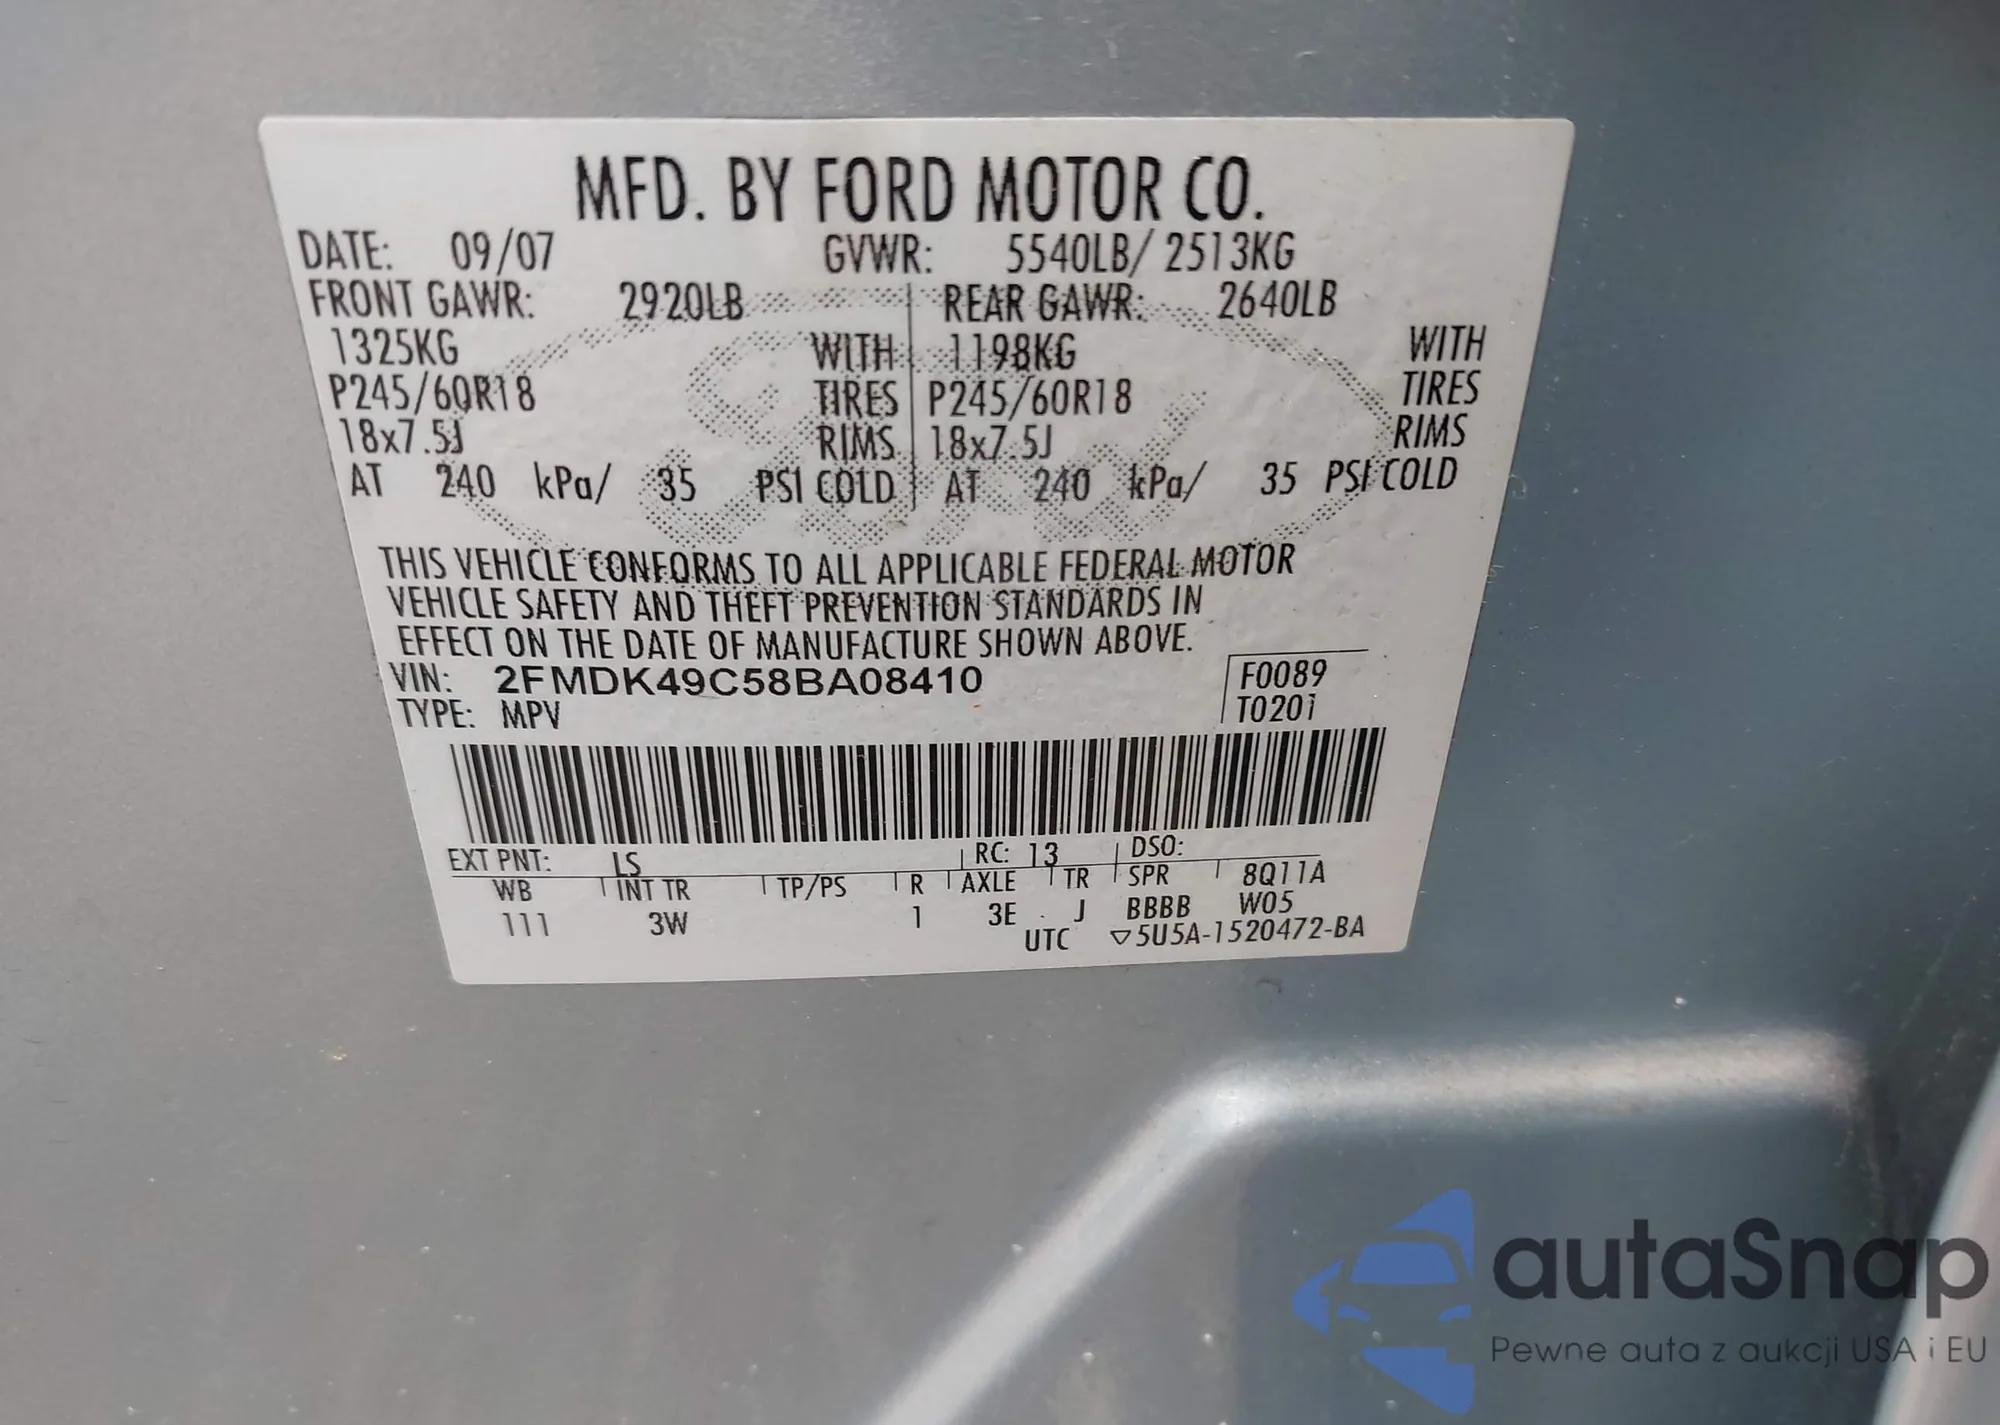 MFD. BY FORD MOTOR CO.
DATE: 09/07 GVWR: 5540LB/ 2513KG
FRONT GAWR: 2920LB REAR GAWR: 2640LB
1325KG WITH 1198KG WITH
P245/60R18 TIRES P245/60R18 TIRES
18x7.5J RIMS 18x7.5J RIMS
AT 240 kPa/ 35 PSI COLD AT 240 kPa/ 35 PSI COLD
THIS VEHICLE CONFORMS TO ALL APPLICABLE FEDERAL MOTOR
VEHICLE SAFETY AND THEFT PREVENTION STANDARDS IN
EFFECT ON THE DATE OF MANUFACTURE SHOWN ABOVE.
VIN: 2FMDK49C58BA08410 F0089
TYPE: MPV T0201
EXT PNT: LS RC: 13 DSO:
WB INT TR TP/PS R AXLE TR SPR 8Q11A
111 3W 1 3E J BBBB W05
UTC ▽5U5A-1520472-BA
autaSnap
Pewne auta z aukcji USA i EU